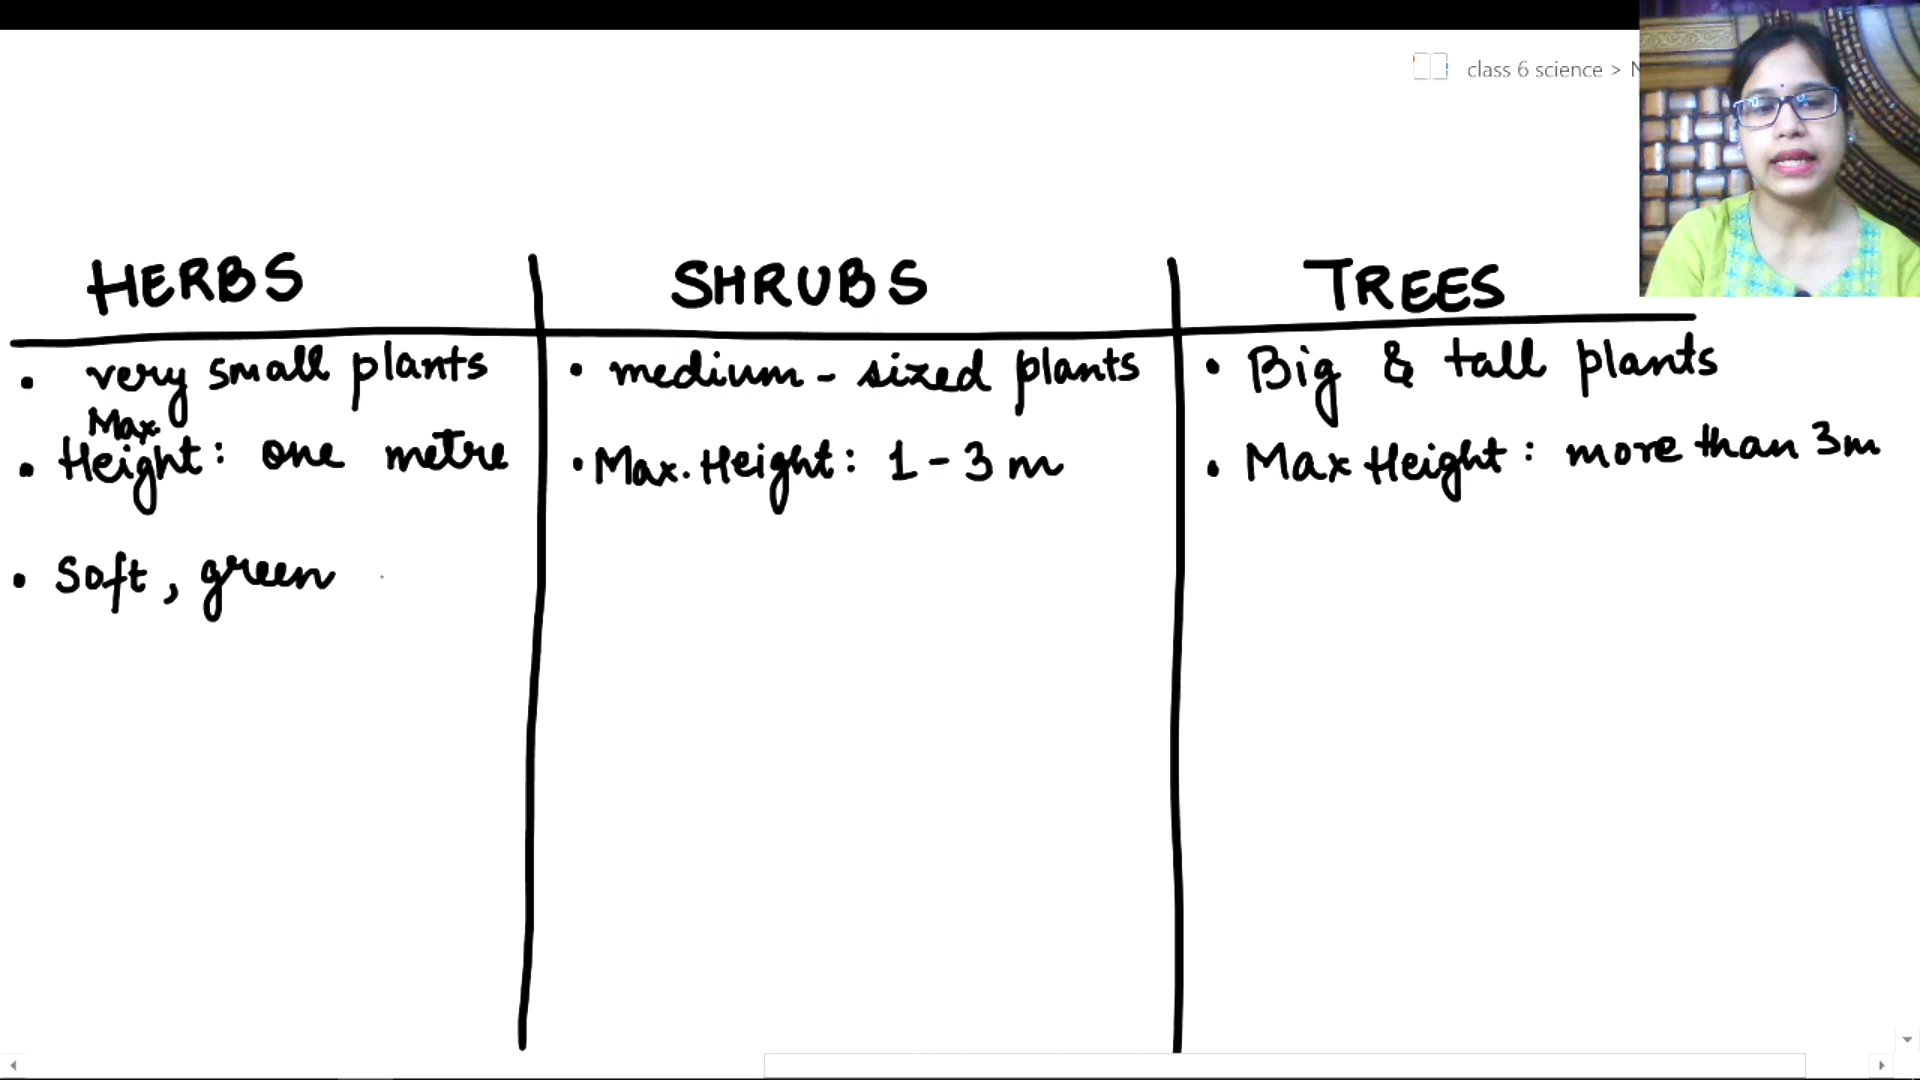 class 6 science >
HERBS
SHRUBS
TREES
• very small plants
Max.
• Height: one metre
• Soft, green
• medium-sized plants
• Max. Height: 1-3 m
• Big & tall plants
• Max Height: more than 3m